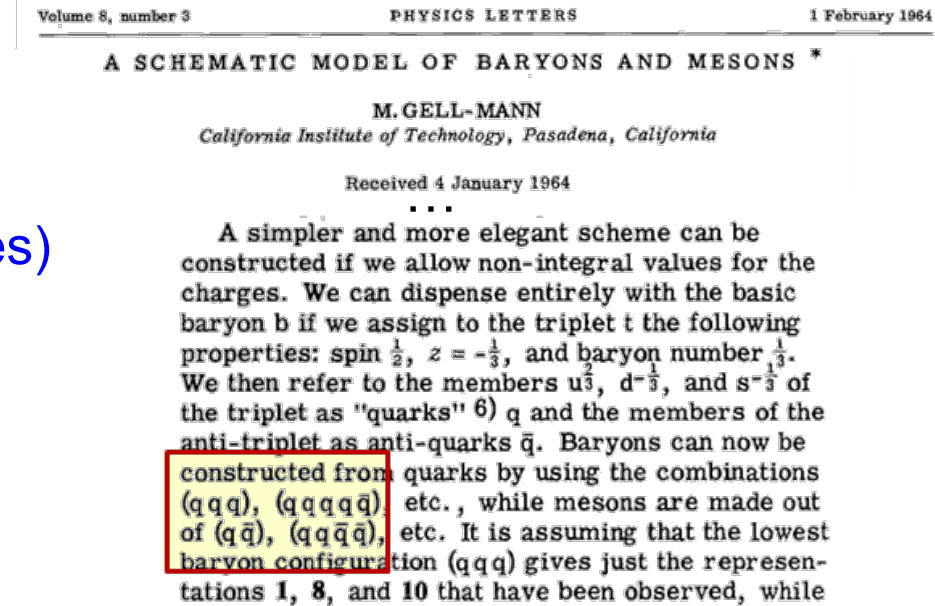 Volume 8, number 3 PHYSICS LETTERS 1 February 1964
A SCHEMATIC MODEL OF BARYONS AND MESONS *
M. GELL-MANN
California Institute of Technology, Pasadena, California
Received 4 January 1964
...
es)
A simpler and more elegant scheme can be
constructed if we allow non-integral values for the
charges. We can dispense entirely with the basic
baryon b if we assign to the triplet t the following
properties: spin ½, z = -⅓, and baryon number ⅓.
We then refer to the members u⅔, d-⅓, and s-⅓ of
the triplet as "quarks" 6) q and the members of the
anti-triplet as anti-quarks q̄. Baryons can now be
constructed from quarks by using the combinations
(q q q), (q q q q q̄), etc., while mesons are made out
of (q q̄), (q q q̄ q̄), etc. It is assuming that the lowest
baryon configuration (q q q) gives just the represen-
tations 1, 8, and 10 that have been observed, while